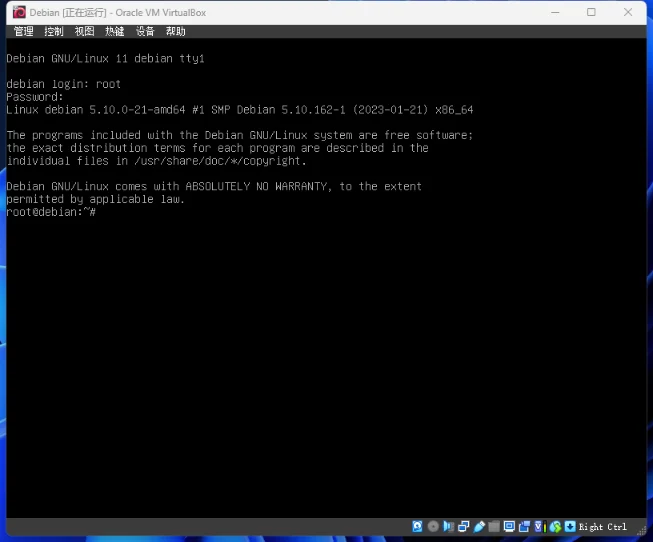 Debian [正在运行] - Oracle VM VirtualBox
管理 控制 视图 热键 设备 帮助
Debian GNU/Linux 11 debian tty1
debian login: root
Password:
Linux debian 5.10.0-21-amd64 #1 SMP Debian 5.10.162-1 (2023-01-21) x86_64
The programs included with the Debian GNU/Linux system are free software;
the exact distribution terms for each program are described in the
individual files in /usr/share/doc/*/copyright.
Debian GNU/Linux comes with ABSOLUTELY NO WARRANTY, to the extent
permitted by applicable law.
root@debian:~#
Right Ctrl